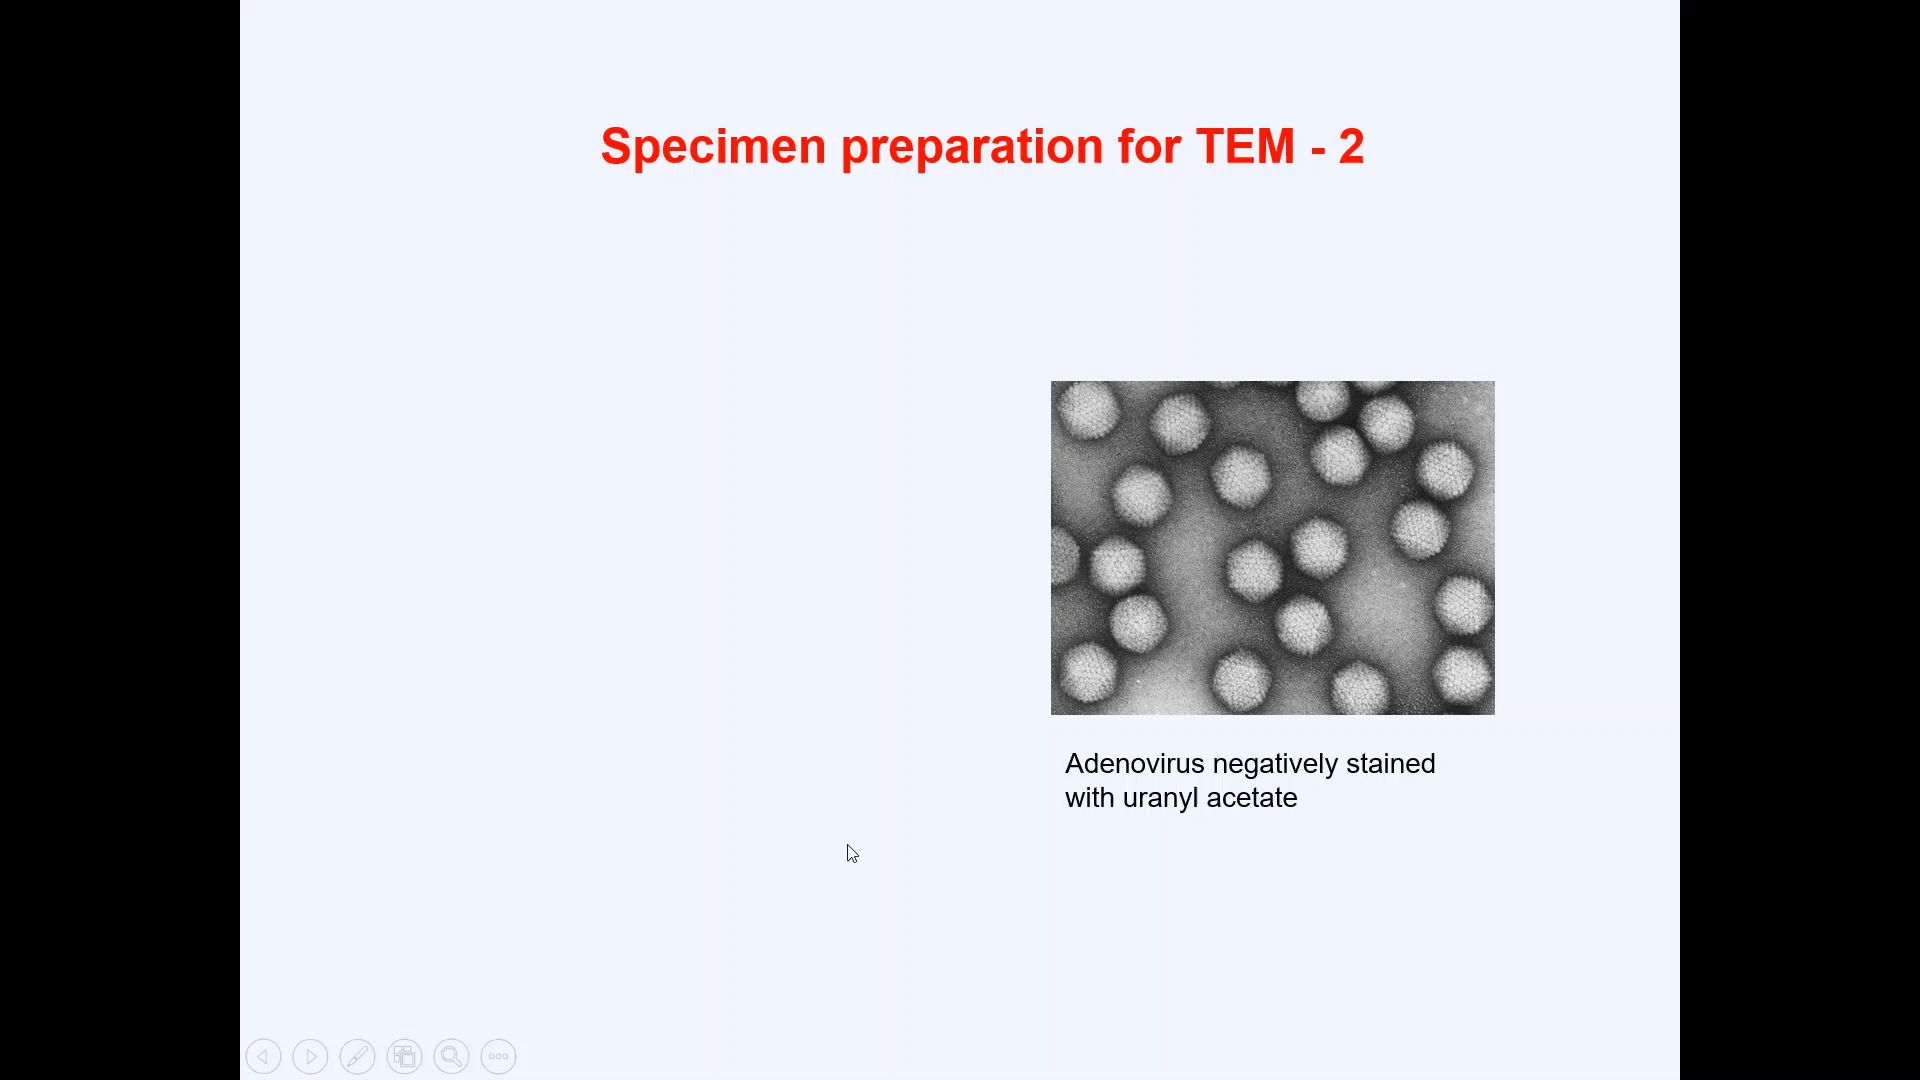 Specimen preparation for TEM - 2
Adenovirus negatively stained
with uranyl acetate